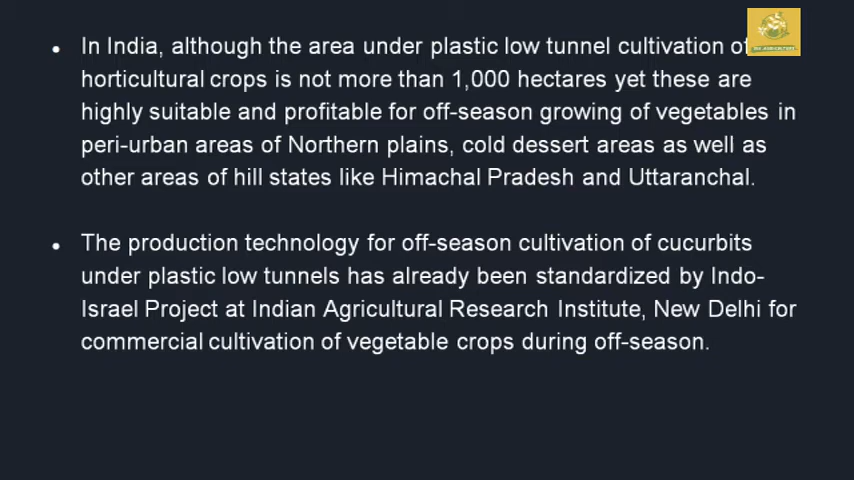 • In India, although the area under plastic low tunnel cultivation of
horticultural crops is not more than 1,000 hectares yet these are
highly suitable and profitable for off-season growing of vegetables in
peri-urban areas of Northern plains, cold dessert areas as well as
other areas of hill states like Himachal Pradesh and Uttaranchal.
• The production technology for off-season cultivation of cucurbits
under plastic low tunnels has already been standardized by Indo-
Israel Project at Indian Agricultural Research Institute, New Delhi for
commercial cultivation of vegetable crops during off-season.